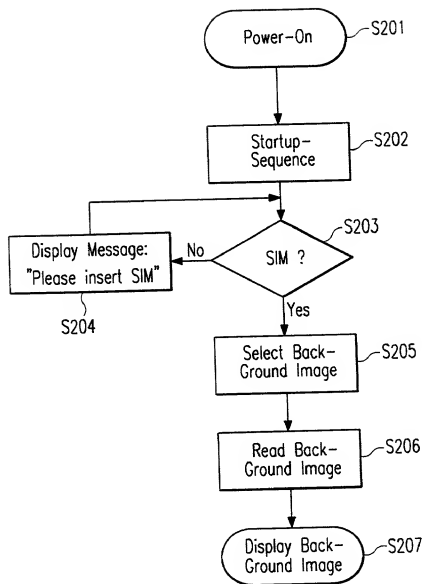 Power-On
S201
Startup-
Sequence
S202
S203
SIM ?
No
Display Message:
"Please insert SIM"
S204
Yes
Select Back-
Ground Image
S205
Read Back-
Ground Image
S206
Display Back-
Ground Image
S207